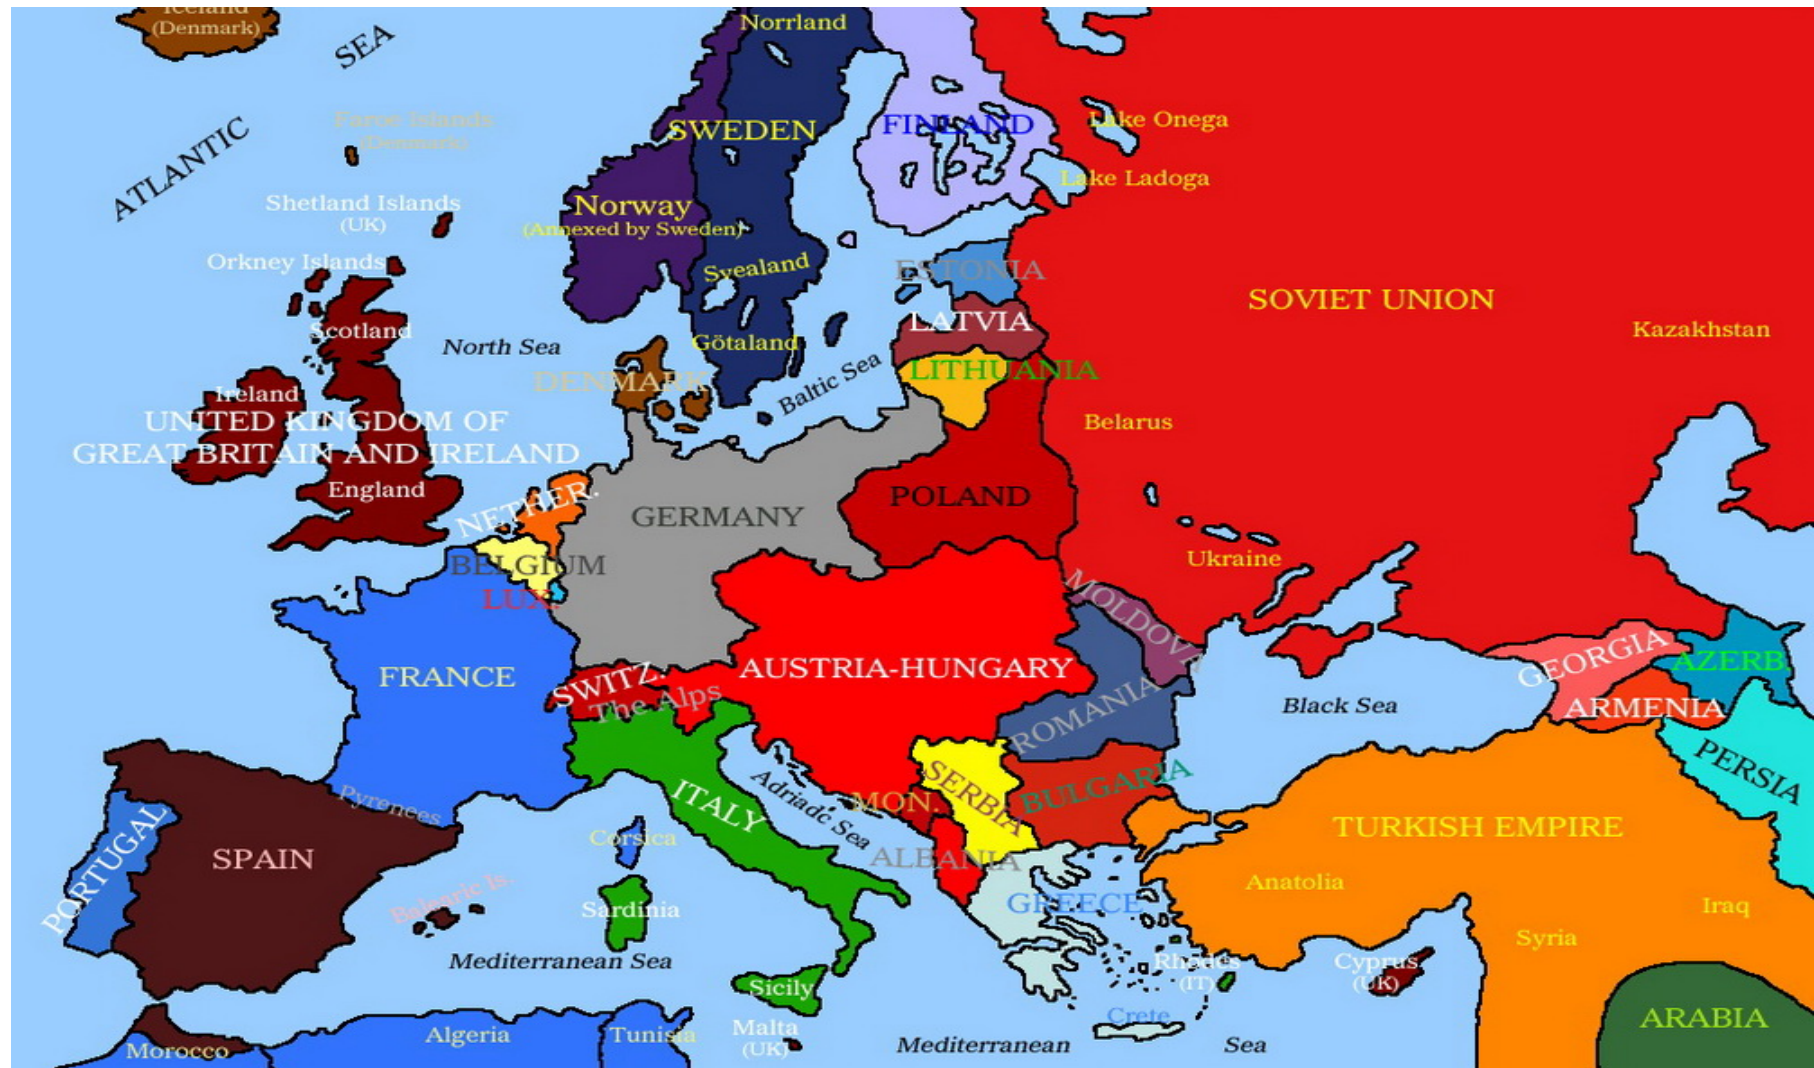 Iceland
(Denmark)
SEA
ATLANTIC
Faroe Islands
(Denmark)
Shetland Islands
(UK)
Orkney Islands
Scotland
Ireland
UNITED KINGDOM OF
GREAT BRITAIN AND IRELAND
England
North Sea
Norrland
SWEDEN
Norway
(Annexed by Sweden)
Svealand
Götaland
FINLAND
Lake Onega
Lake Ladoga
ESTONIA
LATVIA
LITHUANIA
Baltic Sea
DENMARK
SOVIET UNION
Kazakhstan
Belarus
Ukraine
NETHER.
BELGIUM
LUX.
GERMANY
POLAND
FRANCE
SWITZ.
The Alps
AUSTRIA-HUNGARY
MOLDOVA
ROMANIA
Black Sea
GEORGIA
AZERB.
ARMENIA
PERSIA
Pyrenees
PORTUGAL
SPAIN
Balearic Is.
Corsica
Sardinia
ITALY
Adriadc Sea
MON.
SERBIA
BULGARIA
ALBANIA
GREECE
TURKISH EMPIRE
Anatolia
Iraq
Syria
Mediterranean Sea
Sicily
Malta
(UK)
Rhodes
(IT)
Cyprus
(UK)
Crete
Mediterranean
Sea
ARABIA
Morocco
Algeria
Tunisia